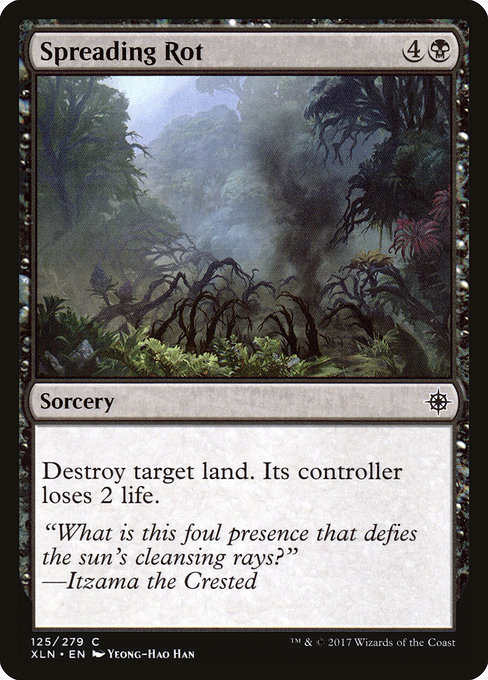 Spreading Rot 4
Sorcery
Destroy target land. Its controller
loses 2 life.
“What is this foul presence that defies
the sun’s cleansing rays?”
—Itzama the Crested
125/279 C
XLN • EN Yeong-Hao Han
™ & © 2017 Wizards of the Coast